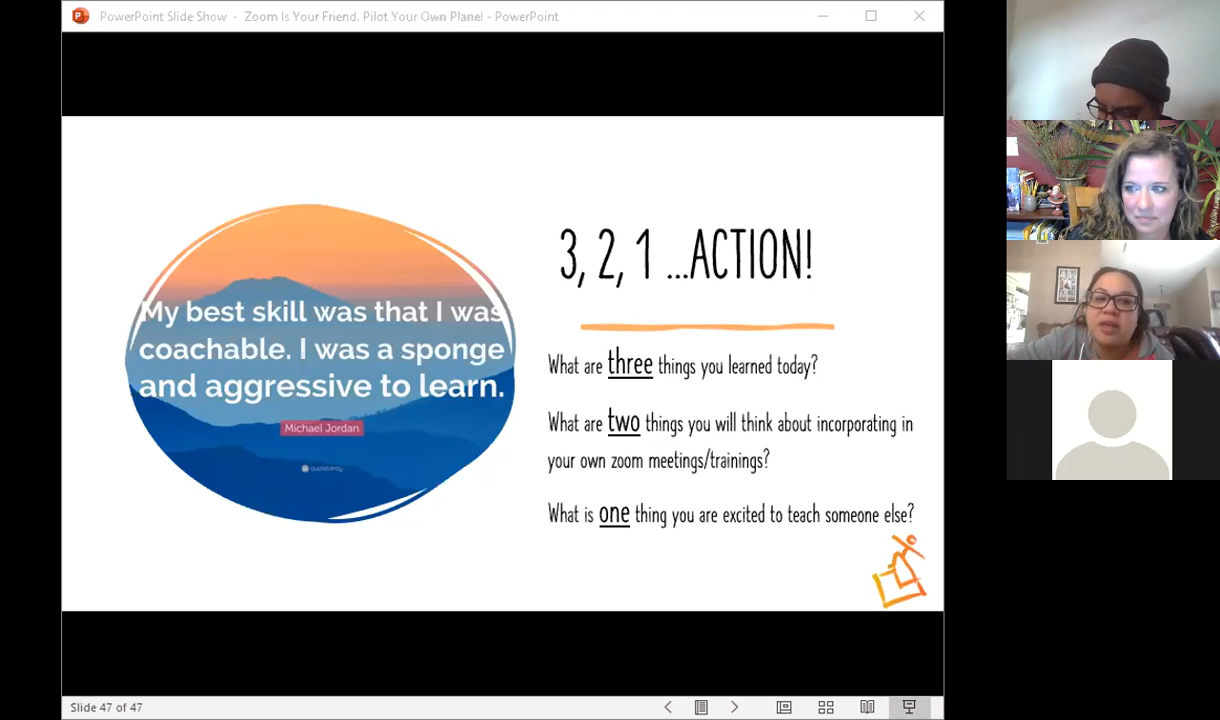 PowerPoint Slide Show - Zoom Is Your Friend. Pilot Your Own Plane! - PowerPoint
My best skill was that I was
coachable. I was a sponge
and aggressive to learn.
Michael Jordan
quotefancy
3, 2, 1 ...ACTION!
What are three things you learned today?
What are two things you will think about incorporating in
your own zoom meetings/trainings?
What is one thing you are excited to teach someone else?
Slide 47 of 47